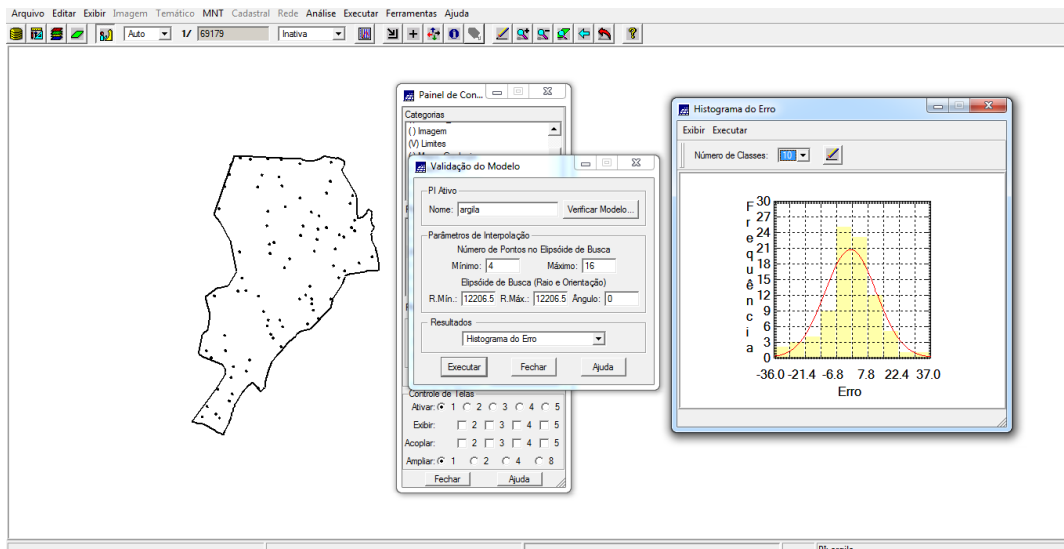 Arquivo Editar Exibir Imagem Temático MNT Cadastral Rede Análise Executar Ferramentas Ajuda
Auto 1/ 69179 Inativa
Painel de Con...
Categorias
( ) Imagem
(V) Limites
Validação do Modelo
PI Ativo
Nome: argila Verificar Modelo...
Parâmetros de Interpolação
Número de Pontos no Elipsóide de Busca
Mínimo: 4 Máximo: 16
Elipsóide de Busca (Raio e Orientação)
R.Mín.: 12206.5 R.Máx.: 12206.5 Ângulo: 0
Resultados
Histograma do Erro
Executar Fechar Ajuda
Controle de Telas
Ativar: 1 2 3 4 5
Exibir: 2 3 4 5
Acoplar: 2 3 4 5
Ampliar: 1 2 4 8
Fechar Ajuda
Histograma do Erro
Exibir Executar
Número de Classes: 10
Frequência
30
27
24
21
18
15
12
9
6
3
0
-36.0 -21.4 -6.8 7.8 22.4 37.0
Erro